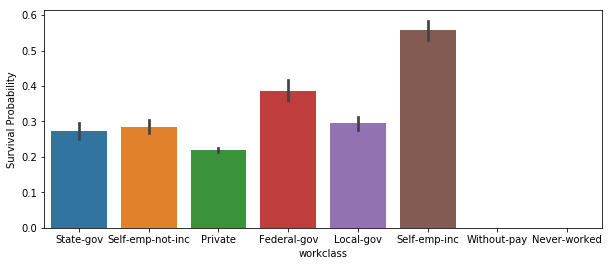 Survival Probability
0.6
0.5
0.4
0.3
0.2
0.1
0.0
State-gov Self-emp-not-inc Private Federal-gov Local-gov Self-emp-inc Without-pay Never-worked
workclass